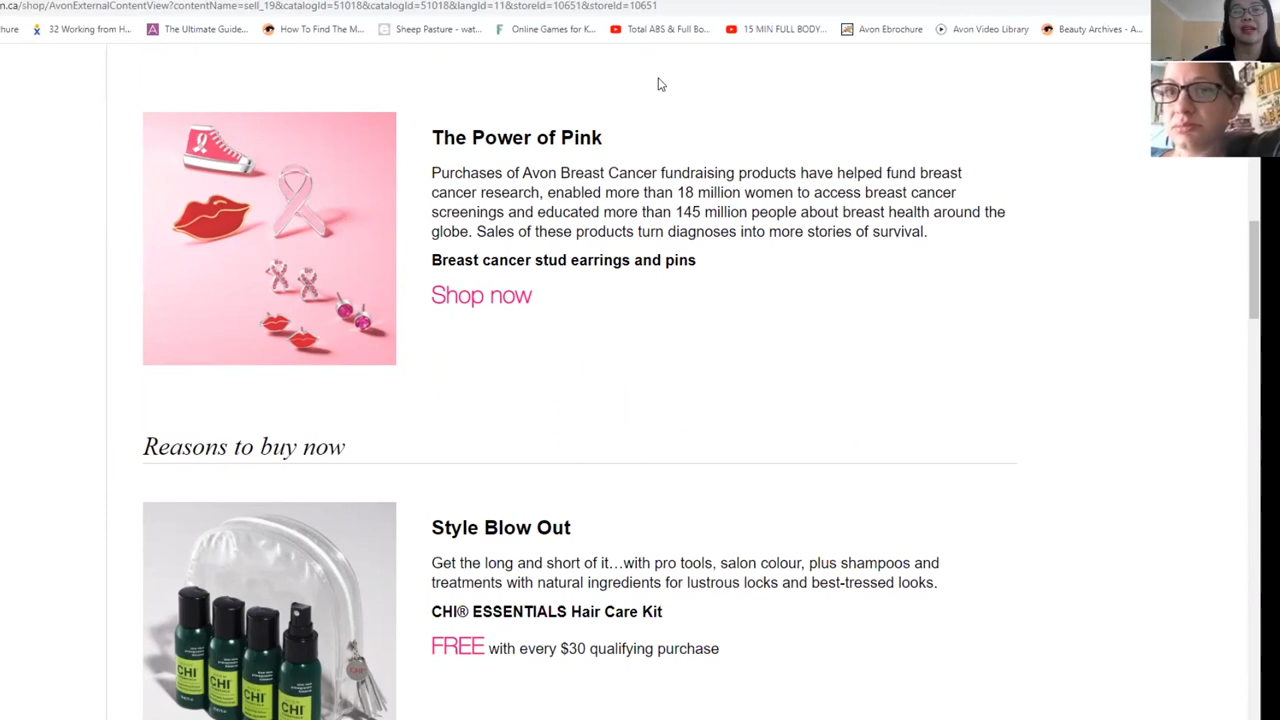 n.ca/shop/AvonExternalContentView?contentName=sell_19&catalogId=51018&catalogId=51018&langId=11&storeId=10651&storeId=10651
chure 32 Working from H... The Ultimate Guide... How To Find The M... Sheep Pasture - wat... Online Games for K... Total ABS & Full Bo... 15 MIN FULL BODY... Avon Ebrochure Avon Video Library Beauty Archives - A...
The Power of Pink
Purchases of Avon Breast Cancer fundraising products have helped fund breast
cancer research, enabled more than 18 million women to access breast cancer
screenings and educated more than 145 million people about breast health around the
globe. Sales of these products turn diagnoses into more stories of survival.
Breast cancer stud earrings and pins
Shop now
Reasons to buy now
Style Blow Out
Get the long and short of it…with pro tools, salon colour, plus shampoos and
treatments with natural ingredients for lustrous locks and best-tressed looks.
CHI® ESSENTIALS Hair Care Kit
FREE with every $30 qualifying purchase
CHI CHI CHI CHI